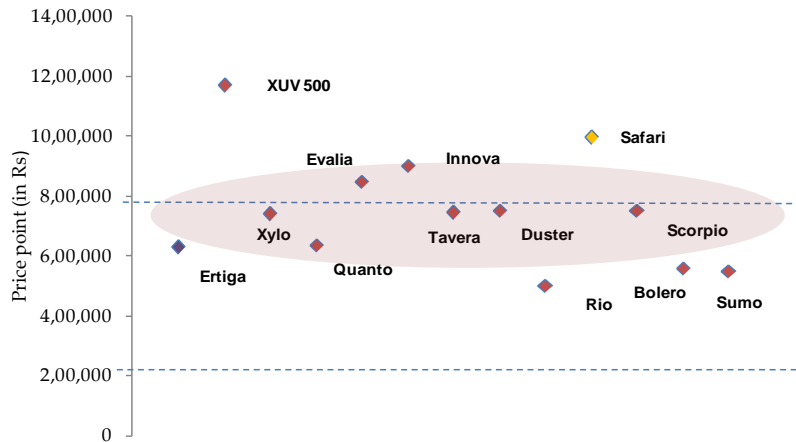 14,00,000
12,00,000
XUV 500
10,00,000
Safari
Evalia
Innova
8,00,000
Xylo
Tavera
Duster
Scorpio
6,00,000
Ertiga
Quanto
Rio
Bolero
Sumo
4,00,000
2,00,000
0
Price point (in Rs)